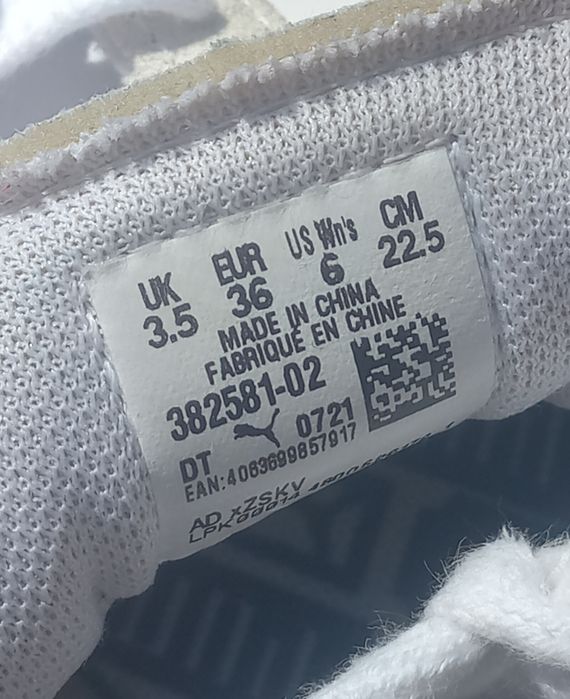 UK EUR US Wn's CM
3.5 36 6 22.5
MADE IN CHINA
FABRIQUE EN CHINE
382581-02
DT 0721
EAN:4063699657917
AD xZSKV